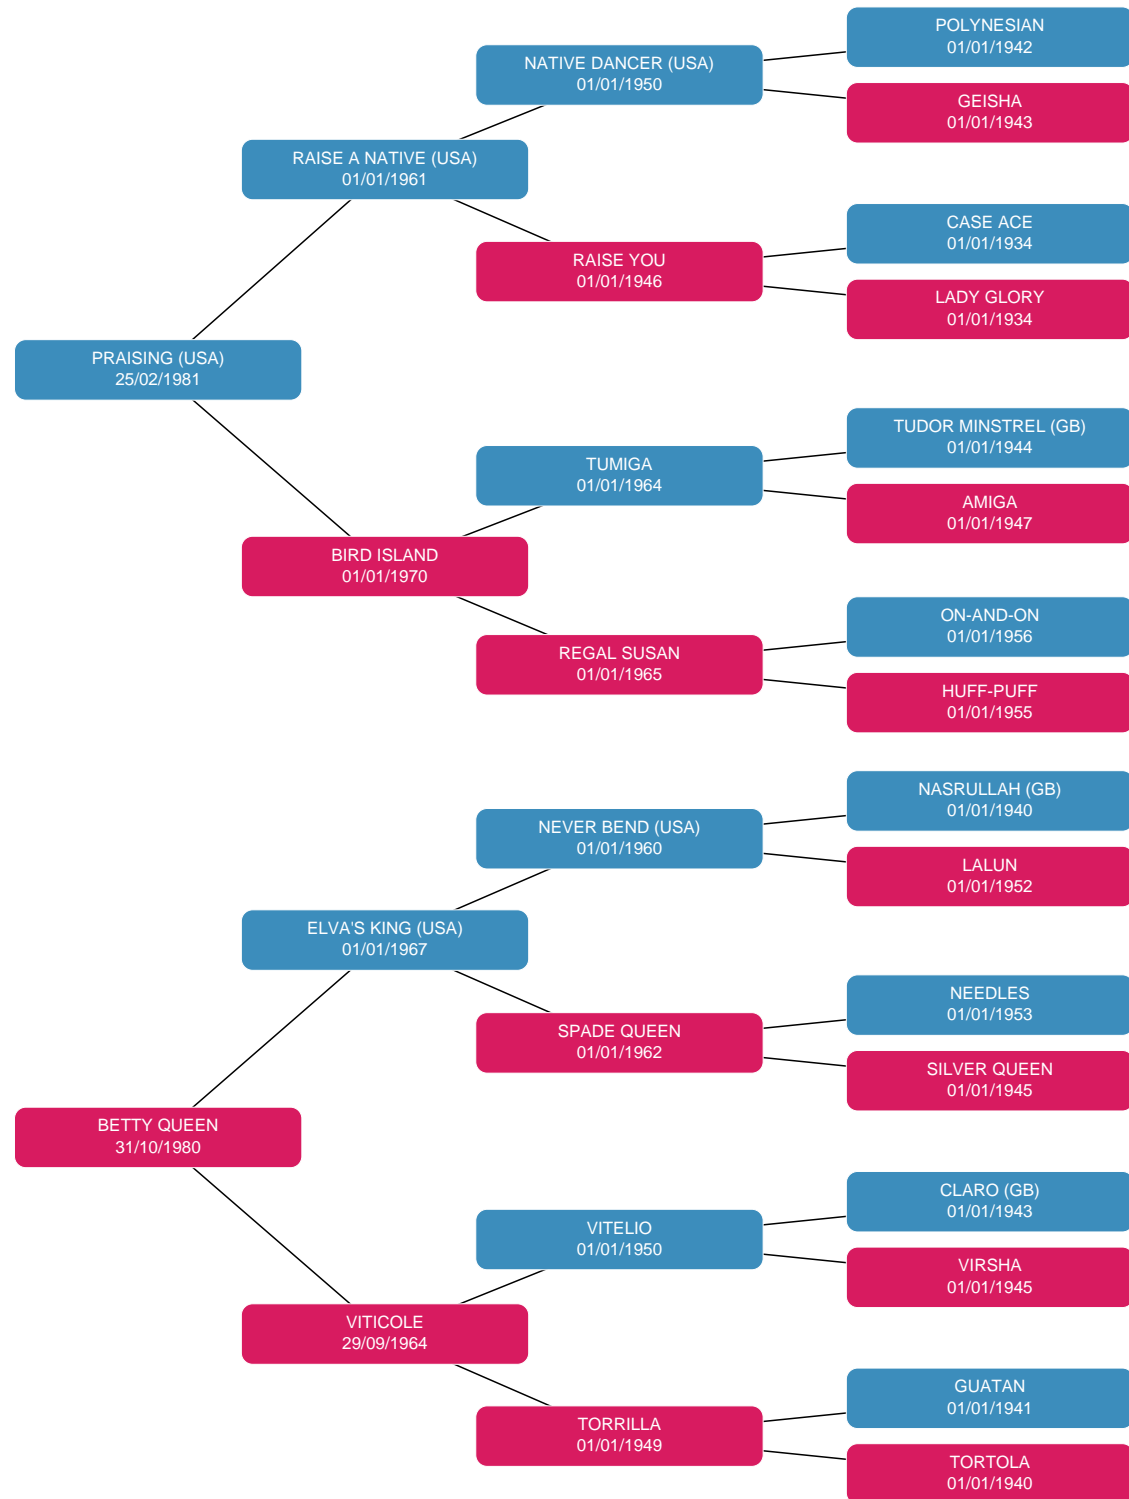 POLYNESIAN
01/01/1942
NATIVE DANCER (USA)
01/01/1950
GEISHA
01/01/1943
RAISE A NATIVE (USA)
01/01/1961
CASE ACE
01/01/1934
RAISE YOU
01/01/1946
LADY GLORY
01/01/1934
PRAISING (USA)
25/02/1981
TUDOR MINSTREL (GB)
01/01/1944
TUMIGA
01/01/1964
AMIGA
01/01/1947
BIRD ISLAND
01/01/1970
ON-AND-ON
01/01/1956
REGAL SUSAN
01/01/1965
HUFF-PUFF
01/01/1955
NASRULLAH (GB)
01/01/1940
NEVER BEND (USA)
01/01/1960
LALUN
01/01/1952
ELVA'S KING (USA)
01/01/1967
NEEDLES
01/01/1953
SPADE QUEEN
01/01/1962
SILVER QUEEN
01/01/1945
BETTY QUEEN
31/10/1980
CLARO (GB)
01/01/1943
VITELIO
01/01/1950
VIRSHA
01/01/1945
VITICOLE
29/09/1964
GUATAN
01/01/1941
TORRILLA
01/01/1949
TORTOLA
01/01/1940